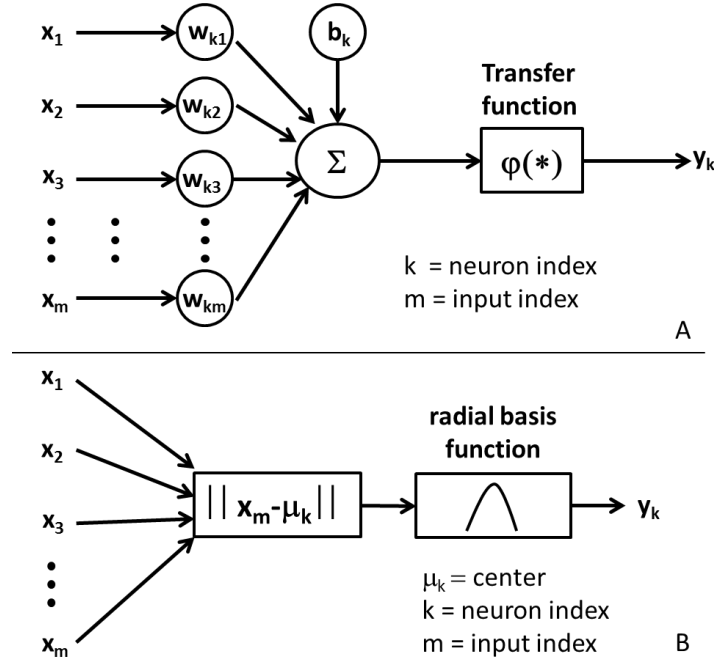 x1 wk1 bk
Transfer
function
x2 wk2
Σ φ(*) yk
x3 wk3
k = neuron index
m = input index
xm wkm
A
x1
radial basis
function
x2
|| xm-μk || yk
x3
μk = center
k = neuron index
m = input index
xm
B